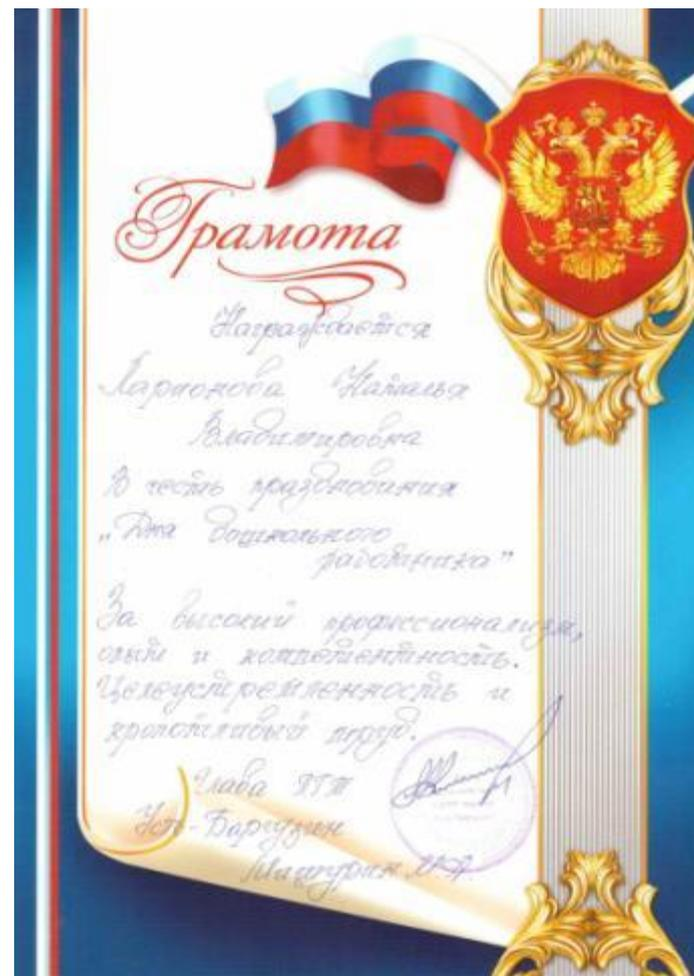 Грамота
Награждается
Ларионова Наталья
Владимировна
В честь празднования
„Дня дошкольного
работника"
За высокий профессионализм,
опыт и компетентность.
Целеустремленность и
кропотливый труд.
Глава ПГТ
Усть-Баргузин